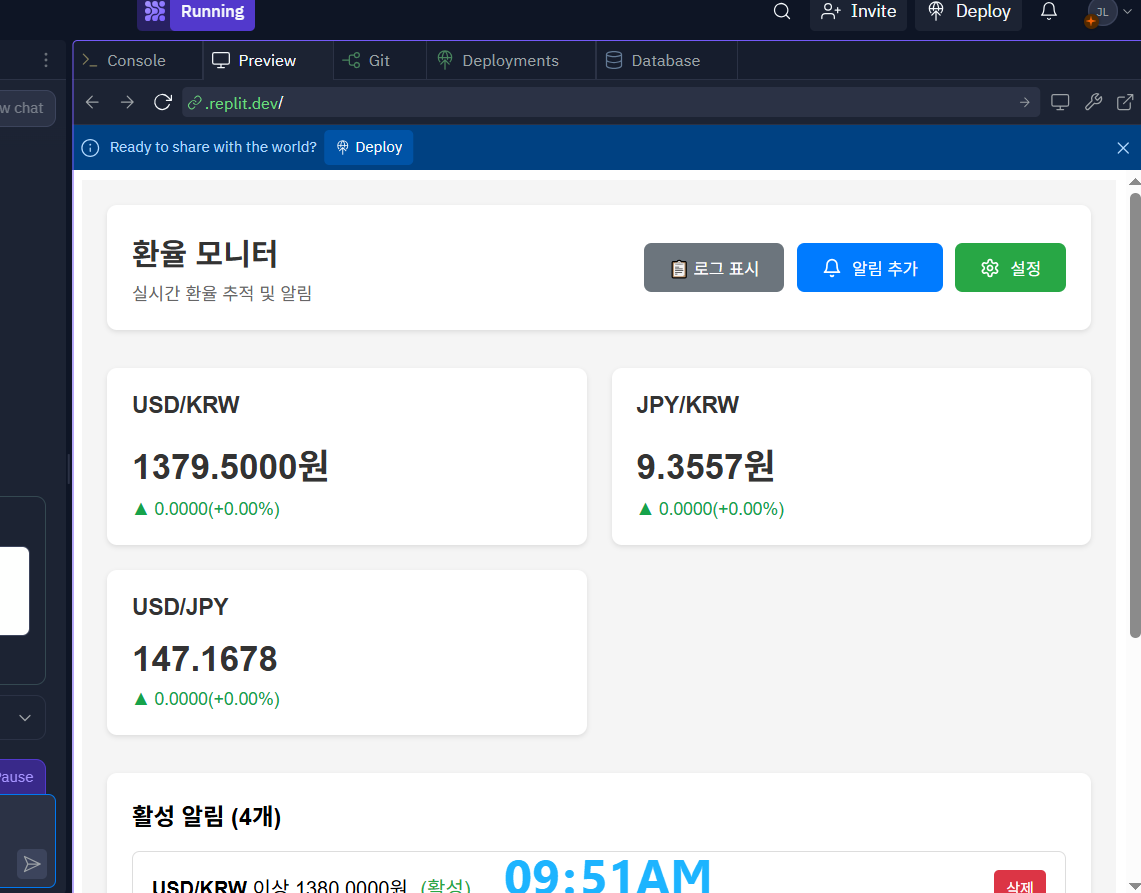 Running
Invite
Deploy
JL
Console
Preview
Git
Deployments
Database
w chat
.replit.dev/
Ready to share with the world?
Deploy
환율 모니터
실시간 환율 추적 및 알림
로그 표시
알림 추가
설정
USD/KRW
1379.5000원
▲ 0.0000(+0.00%)
JPY/KRW
9.3557원
▲ 0.0000(+0.00%)
USD/JPY
147.1678
▲ 0.0000(+0.00%)
Pause
활성 알림 (4개)
USD/KRW 이상 1380.0000원 (활성)
09:51AM
삭제